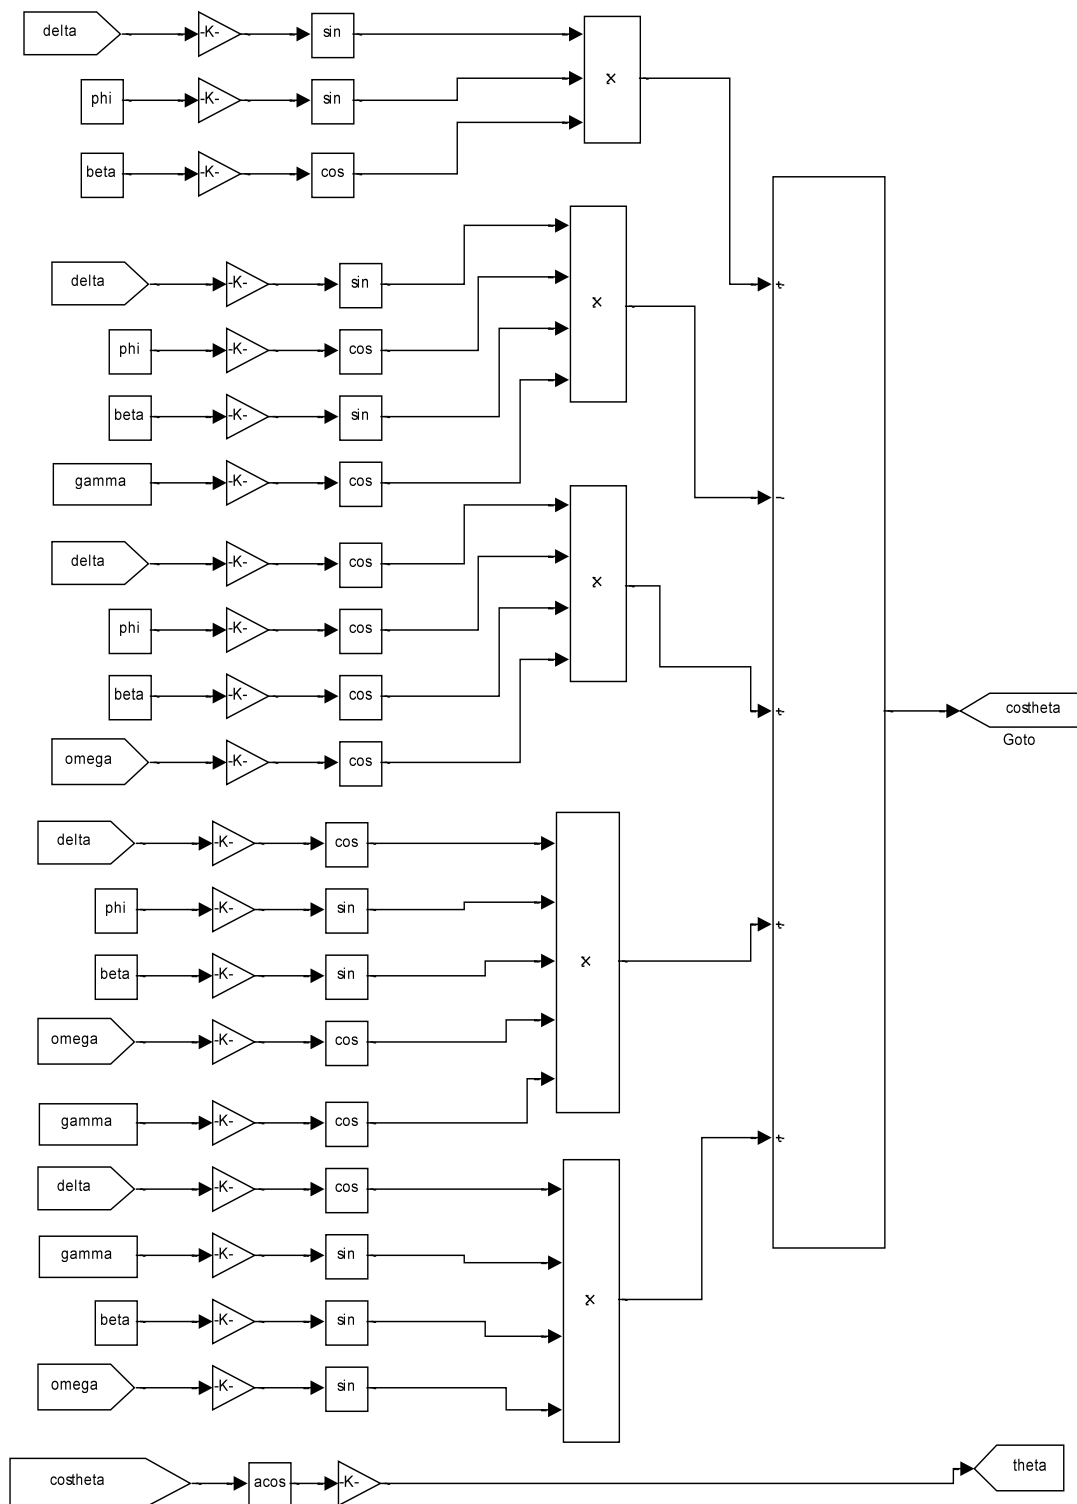 delta -K- sin
phi -K- sin
x
beta -K- cos
delta -K- sin
+
x
phi -K- cos
beta -K- sin
gamma -K- cos
-
delta -K- cos
x
phi -K- cos
beta -K- cos
costheta
+
Goto
omega -K- cos
delta -K- cos
phi -K- sin
+
beta -K- sin
x
omega -K- cos
gamma -K- cos
+
delta -K- cos
gamma -K- sin
x
beta -K- sin
omega -K- sin
costheta acos -K- theta